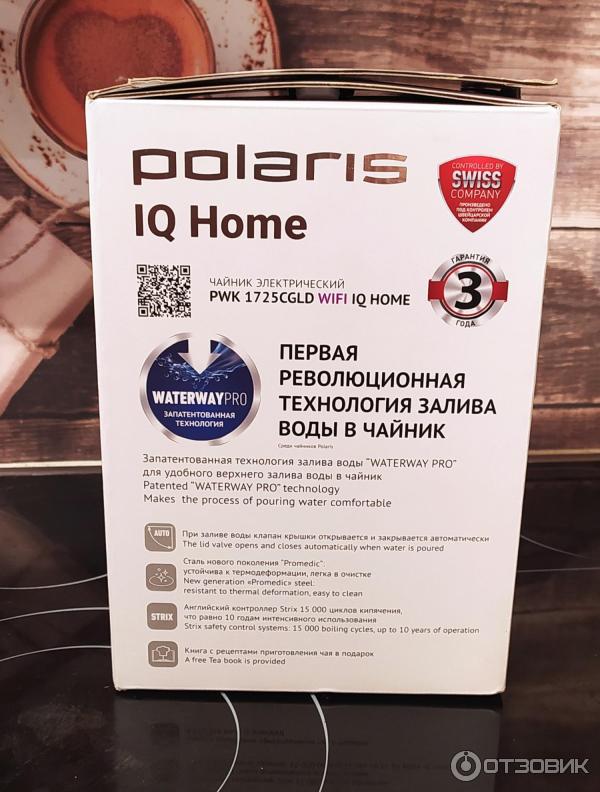 polaris
IQ Home
CONTROLLED BY
SWISS
COMPANY
ПРОИЗВЕДЕНО
ПОД КОНТРОЛЕМ
ШВЕЙЦАРСКОЙ
КОМПАНИИ
ЧАЙНИК ЭЛЕКТРИЧЕСКИЙ
PWK 1725CGLD WIFI IQ HOME
ГАРАНТИЯ
3
ГОДА
WATERWAYPRO
ЗАПАТЕНТОВАННАЯ
ТЕХНОЛОГИЯ
ПЕРВАЯ
РЕВОЛЮЦИОННАЯ
ТЕХНОЛОГИЯ ЗАЛИВА
ВОДЫ В ЧАЙНИК
Среди чайников Polaris
Запатентованная технология залива воды "WATERWAY PRO"
для удобного верхнего залива воды в чайник
Patented "WATERWAY PRO" technology
Makes the process of pouring water comfortable
AUTO
При заливе воды клапан крышки открывается и закрывается автоматически
The lid valve opens and closes automatically when water is poured
Сталь нового поколения "Promedic":
устойчива к термодеформации, легка в очистке
New generation «Promedic» steel:
resistant to thermal deformation, easy to clean
STRIX
Английский контроллер Strix 15 000 циклов кипячения,
что равно 10 годам интенсивного использования
Strix safety control systems: 15 000 boiling cycles, up to 10 years of operation
Книга с рецептами приготовления чая в подарок
A free Tea book is provided
ОТЗОВИК